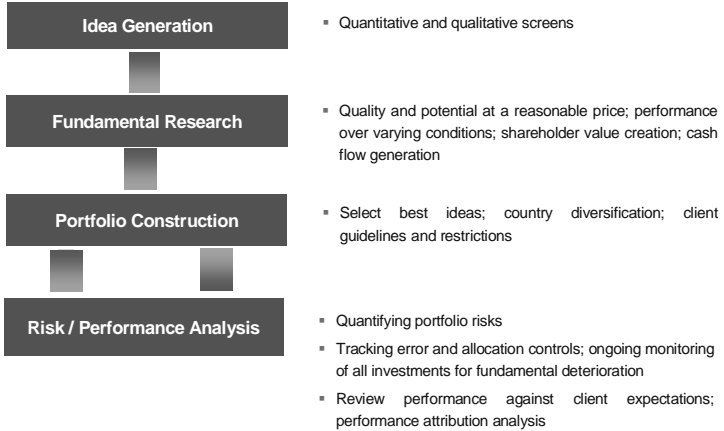 Idea Generation
▪ Quantitative and qualitative screens
Fundamental Research
▪ Quality and potential at a reasonable price; performance
over varying conditions; shareholder value creation; cash
flow generation
Portfolio Construction
▪ Select best ideas; country diversification; client
guidelines and restrictions
Risk / Performance Analysis
▪ Quantifying portfolio risks
▪ Tracking error and allocation controls; ongoing monitoring
of all investments for fundamental deterioration
▪ Review performance against client expectations;
performance attribution analysis